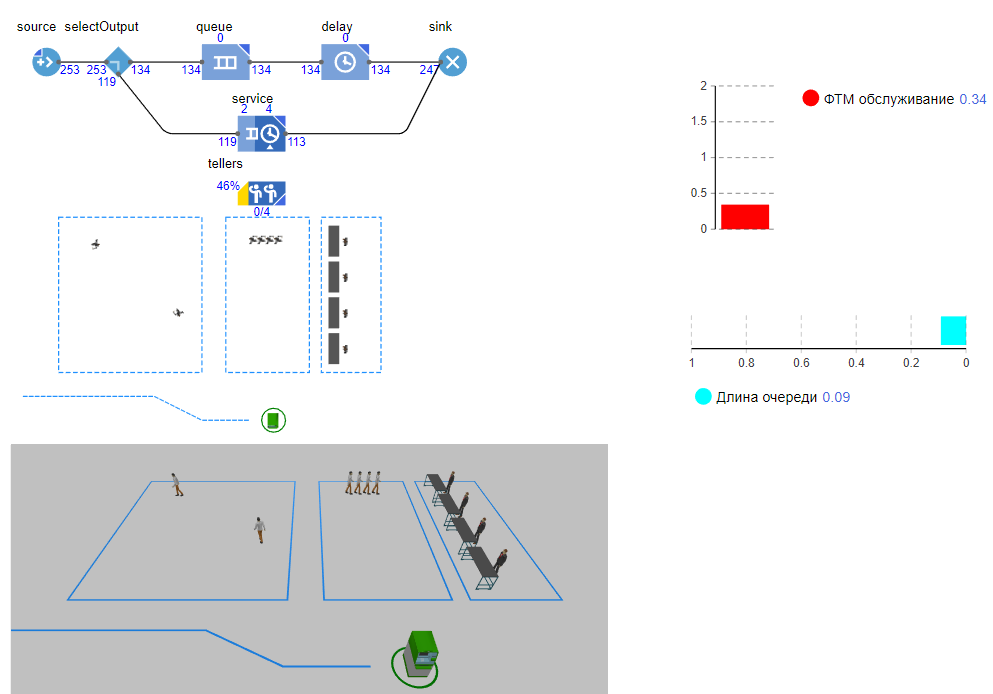 source selectOutput queue delay sink
0 0
253 253 134 134 134 134 134 247
119
service
2 4
119 113
tellers
46%
0/4
2
ФТМ обслуживание 0.34
1.5
1
0.5
0
1 0.8 0.6 0.4 0.2 0
Длина очереди 0.09